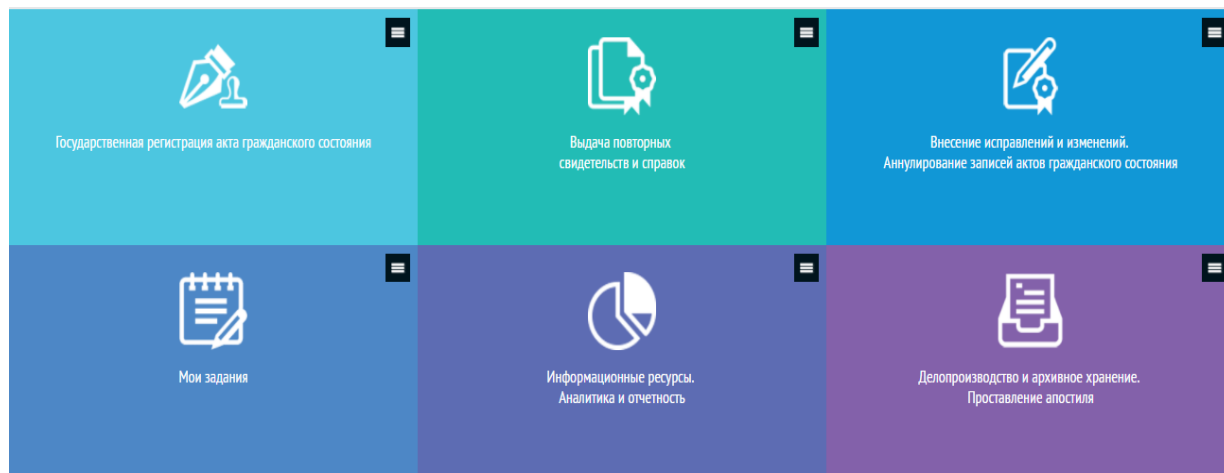 Государственная регистрация акта гражданского состояния
Выдача повторных
свидетельств и справок
Внесение исправлений и изменений.
Аннулирование записей актов гражданского состояния
Мои задания
Информационные ресурсы.
Аналитика и отчетность
Делопроизводство и архивное хранение.
Проставление апостиля